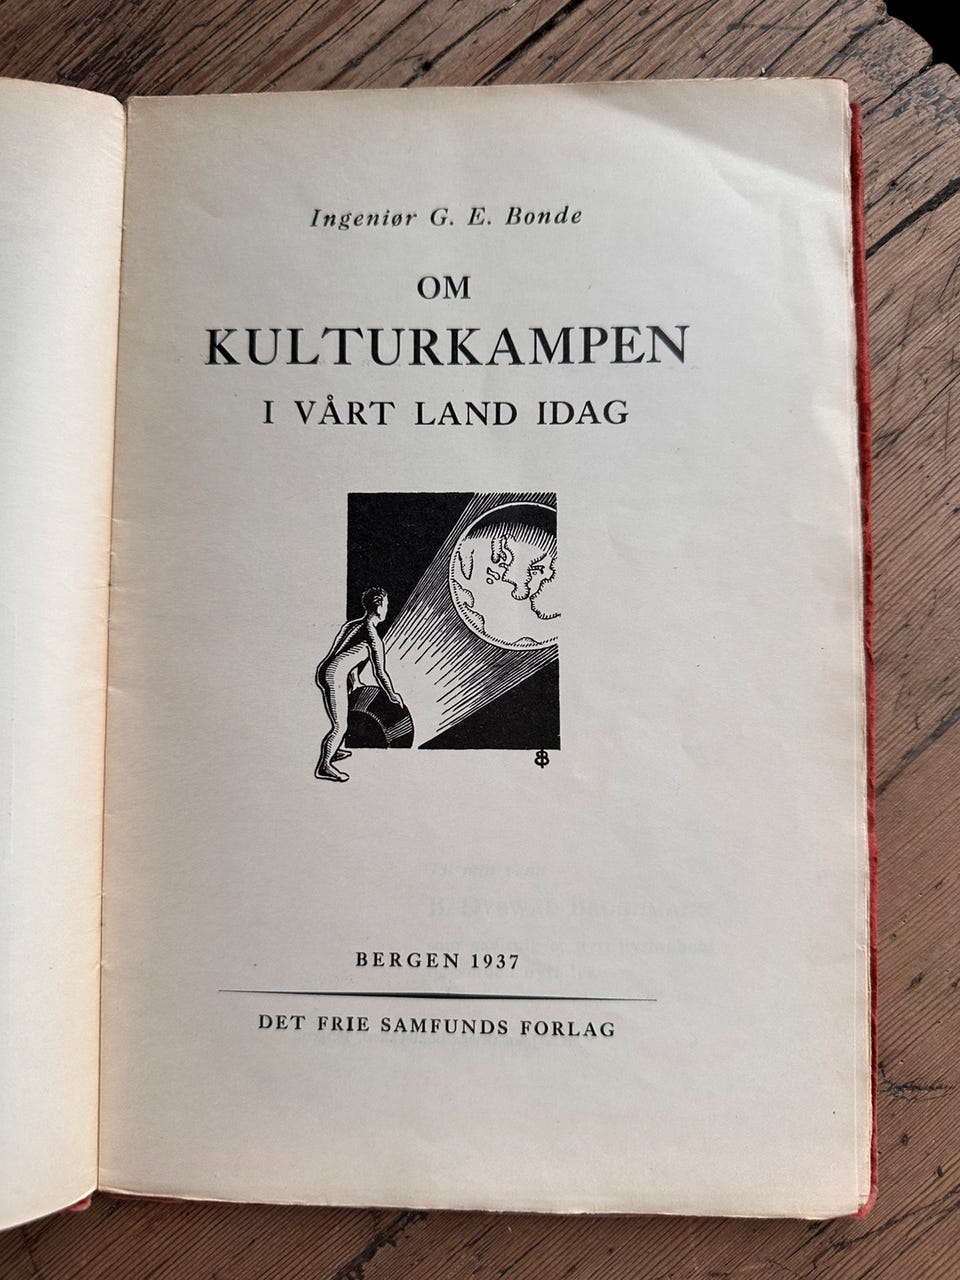 Ingeniør G. E. Bonde
OM
KULTURKAMPEN
I VÅRT LAND IDAG
BERGEN 1937
DET FRIE SAMFUNDS FORLAG